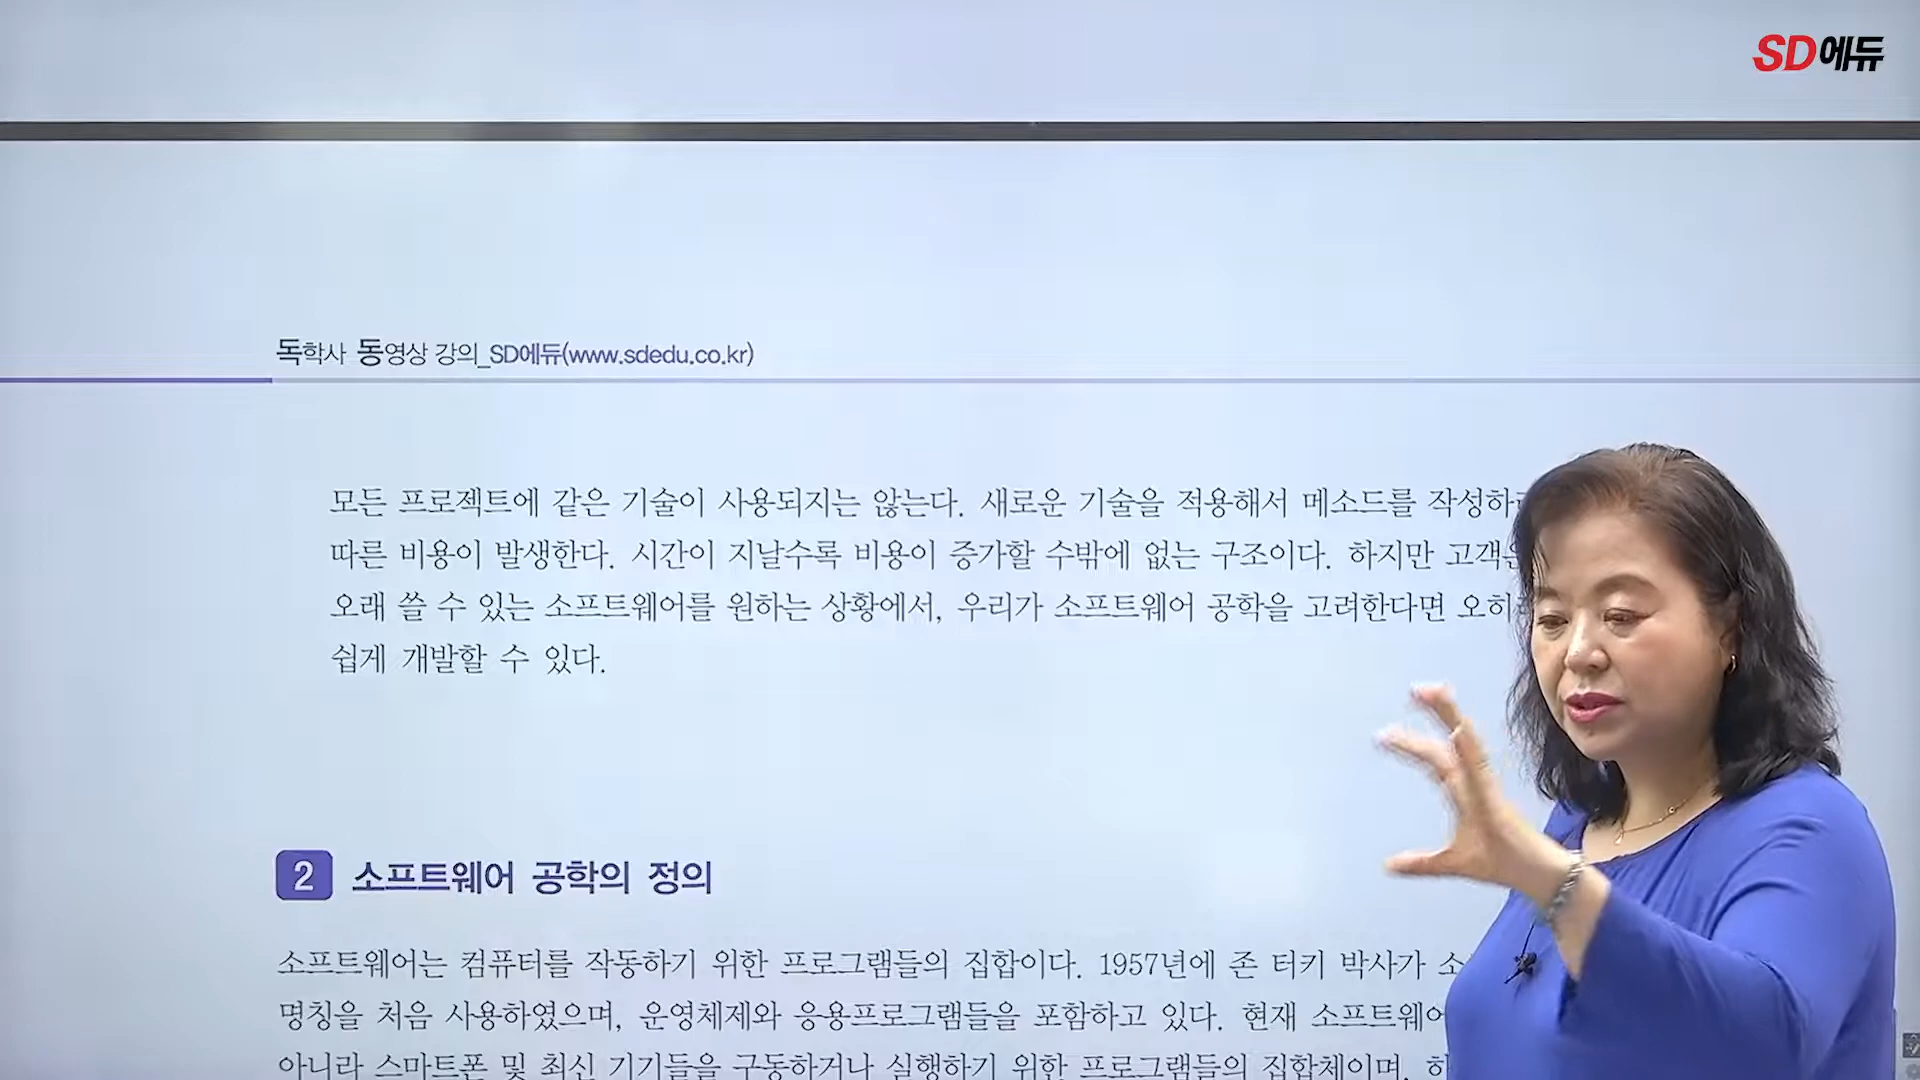 SD에듀
독학사 동영상 강의_SD에듀(www.sdedu.co.kr)
모든 프로젝트에 같은 기술이 사용되지는 않는다. 새로운 기술을 적용해서 메소드를
따른 비용이 발생한다. 시간이 지날수록 비용이 증가할 수밖에 없는 구조이다. 하지만
오래 쓸 수 있는 소프트웨어를 원하는 상황에서, 우리가 소프트웨어 공학을 고려한다면
쉽게 개발할 수 있다.
2 소프트웨어 공학의 정의
소프트웨어는 컴퓨터를 작동하기 위한 프로그램들의 집합이다. 1957년에 존 터키 박사가
명칭을 처음 사용하였으며, 운영체제와 응용프로그램들을 포함하고 있다. 현재 소프트웨어
아니라 스마트폰 및 최신 기기들을 구동하거나 실행하기 위한 프로그램들의 집합체이며,